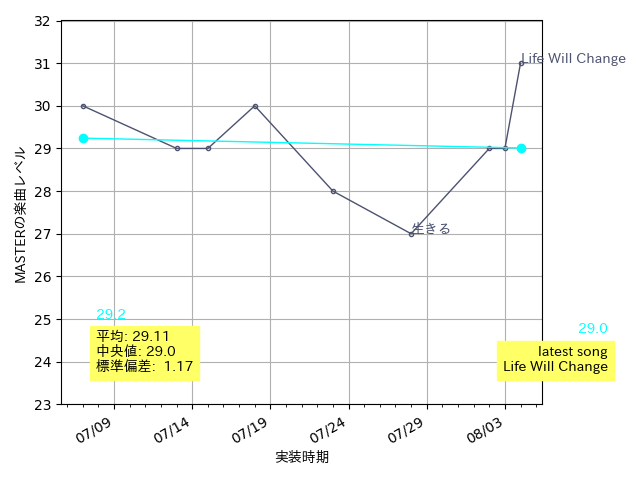 32
31
30
29
28
27
26
25
24
23
MASTERの楽曲レベル
Life Will Change
生きる
29.2
平均: 29.11
中央値: 29.0
標準偏差: 1.17
29.0
latest song
Life Will Change
07/09
07/14
07/19
07/24
07/29
08/03
実装時期